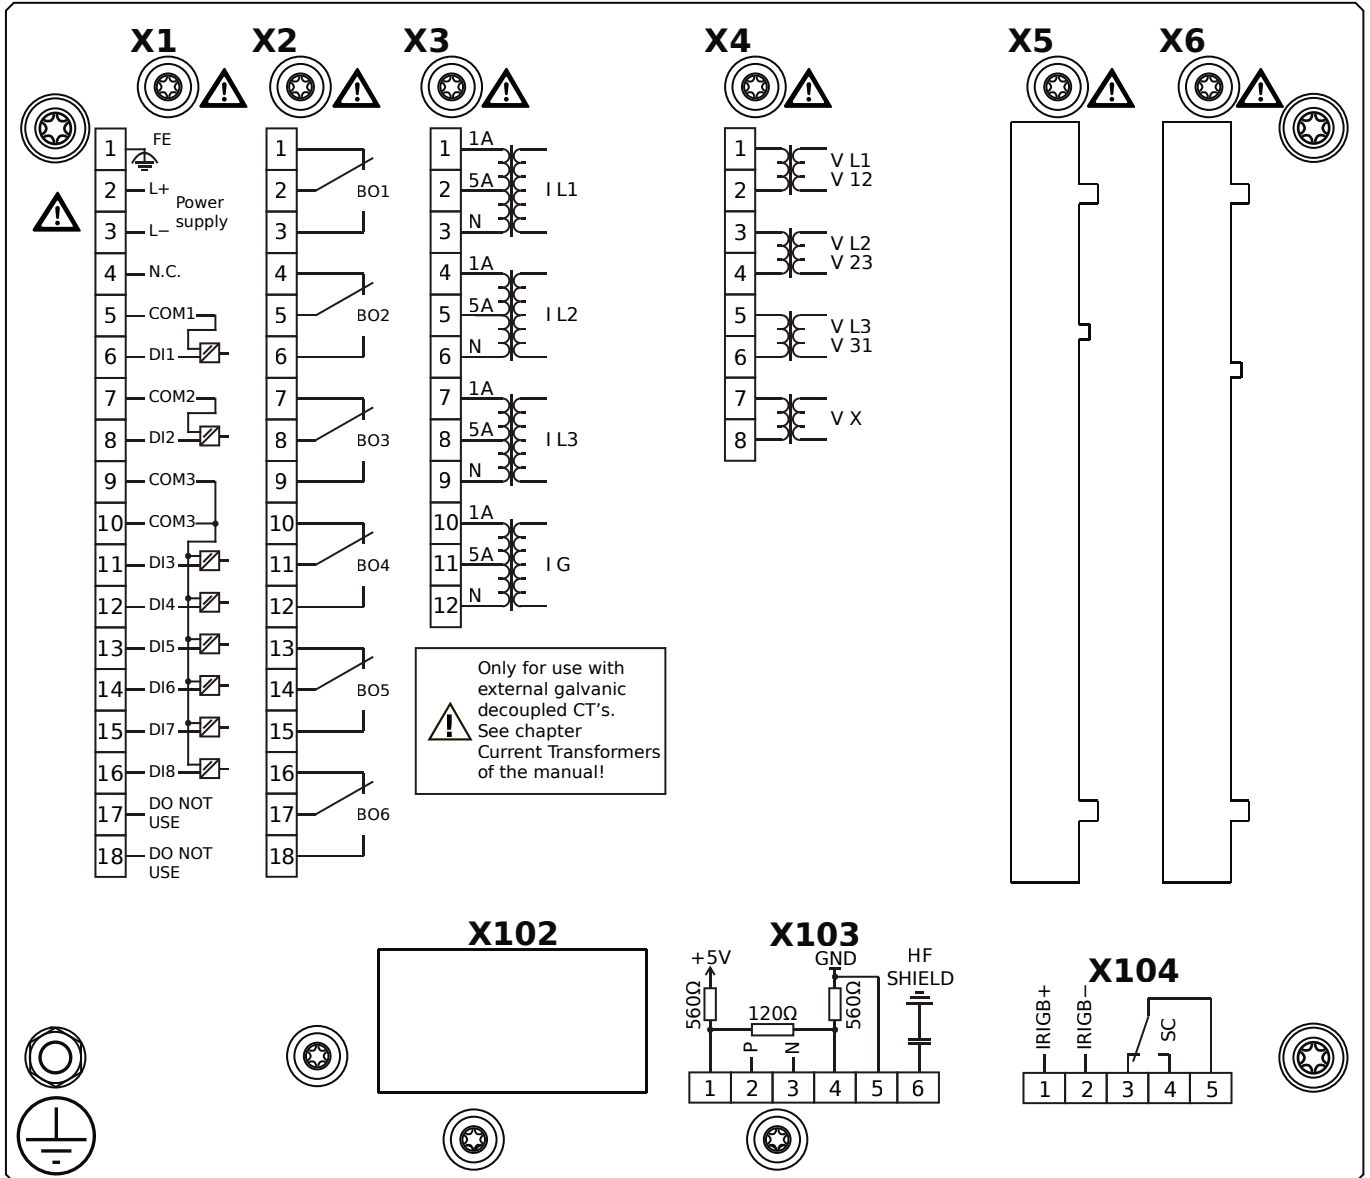 X1
X2
X3
X4
X5
X6
1
FE
2
L+
Power
supply
3
L−
4
N.C.
5
COM1
6
DI1
7
COM2
8
DI2
9
COM3
10
COM3
11
DI3
12
DI4
13
DI5
14
DI6
15
DI7
16
DI8
17
DO NOT
USE
18
DO NOT
USE
1
2
BO1
3
4
5
BO2
6
7
8
BO3
9
10
11
BO4
12
13
14
BO5
15
16
17
BO6
18
1
1A
2
5A
I L1
3
N
4
1A
5
5A
I L2
6
N
7
1A
8
5A
I L3
9
N
10
1A
11
5A
I G
12
N
Only for use with
external galvanic
decoupled CT's.
See chapter
Current Transformers
of the manual!
1
2
V L1
V 12
3
4
V L2
V 23
5
6
V L3
V 31
7
8
V X
X102
X103
+5V
GND
HF
SHIELD
560Ω
120Ω
560Ω
P
N
1 2 3 4 5 6
X104
IRIGB+
IRIGB−
SC
1 2 3 4 5